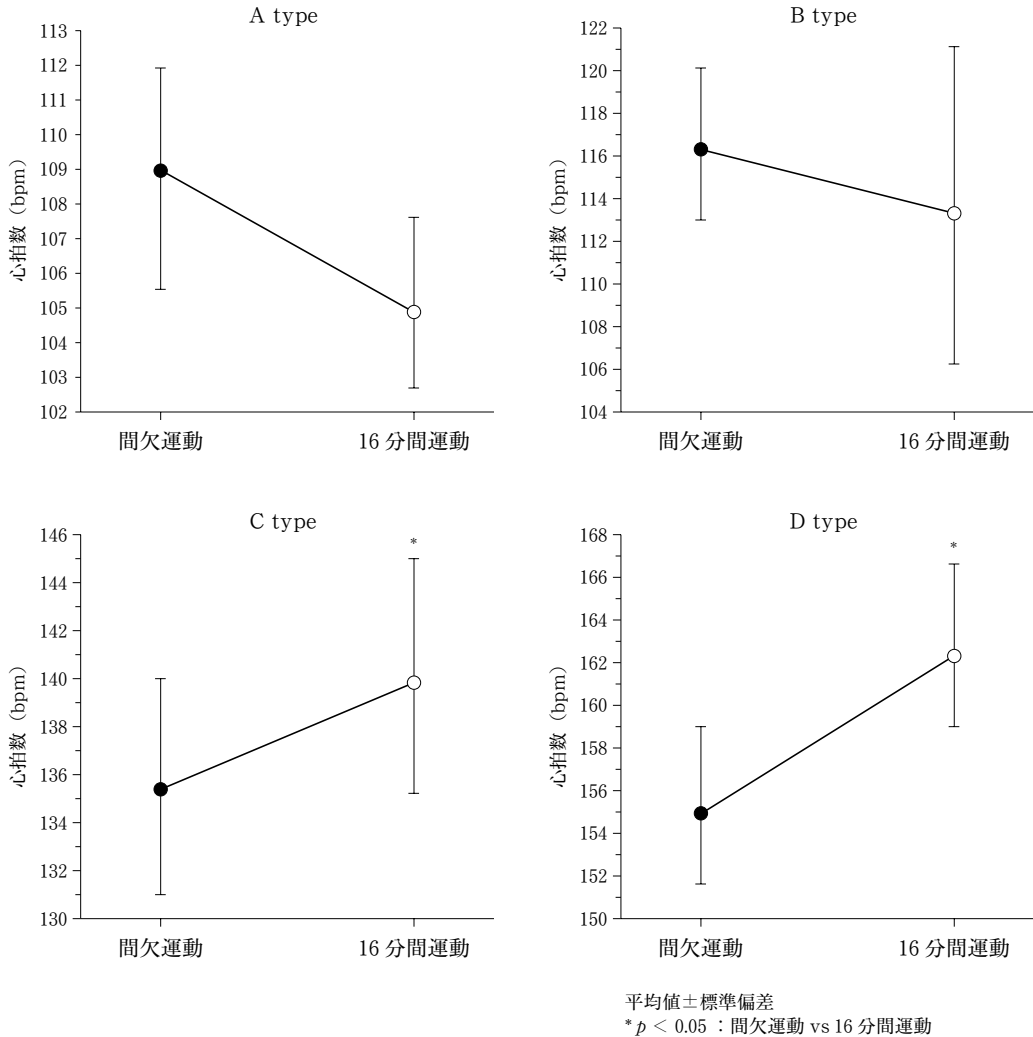 A type
113
112
111
110
109
108
107
106
105
104
103
102
心拍数（bpm）
間欠運動
16 分間運動
B type
122
120
118
116
114
112
110
108
106
104
心拍数（bpm）
間欠運動
16 分間運動
C type
146
144
142
140
138
136
134
132
130
心拍数（bpm）
*
間欠運動
16 分間運動
D type
168
166
164
162
160
158
156
154
152
150
心拍数（bpm）
*
間欠運動
16 分間運動
平均値±標準偏差
* p < 0.05 ：間欠運動 vs 16 分間運動